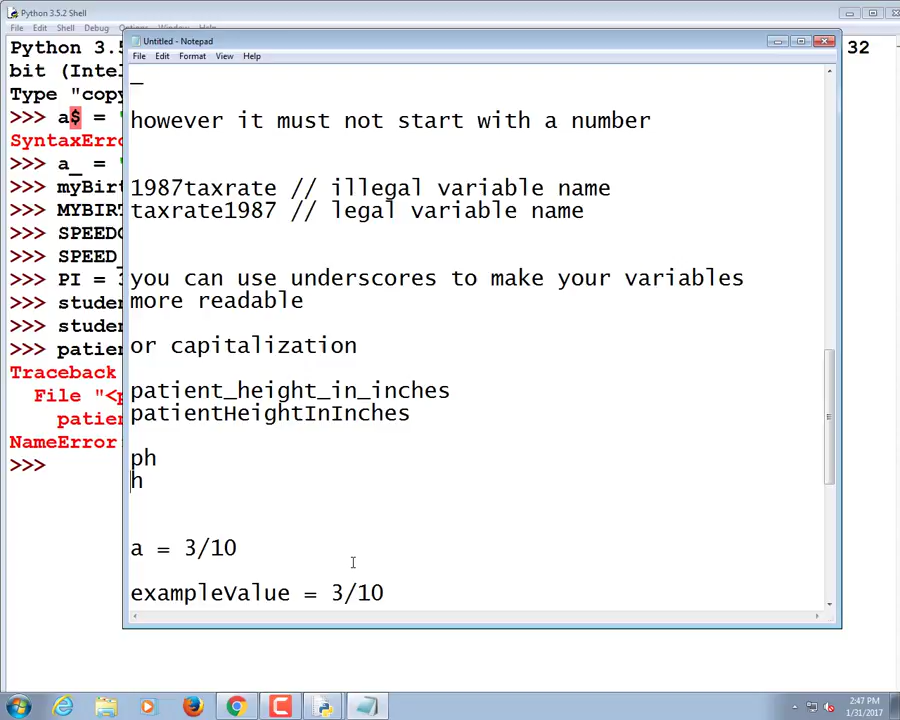 Python 3.5.2 Shell
File Edit Shell Debug Options Window Help
Python 3.5
32
bit (Intel
Type "copy
>>> a$ = "
SyntaxErro
>>> a_ =
>>> myBirt
>>> MYBIRT
>>> SPEEDO
>>> SPEED_
>>> PI = 3
>>> studen
>>> studen
>>> patien
Traceback
File "<p
patien
NameError
>>>
Untitled - Notepad
File Edit Format View Help
_
however it must not start with a number
1987taxrate // illegal variable name
taxrate1987 // legal variable name
you can use underscores to make your variables
more readable
or capitalization
patient_height_in_inches
patientHeightInInches
ph
h
a = 3/10
exampleValue = 3/10
2:47 PM
1/31/2017